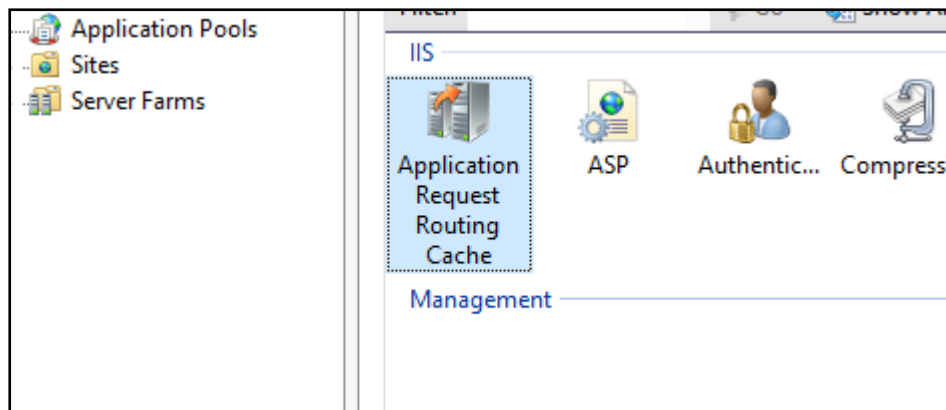 Application Pools
Sites
Server Farms
IIS
Application
Request
Routing
Cache
ASP
Authentic...
Compress
Management